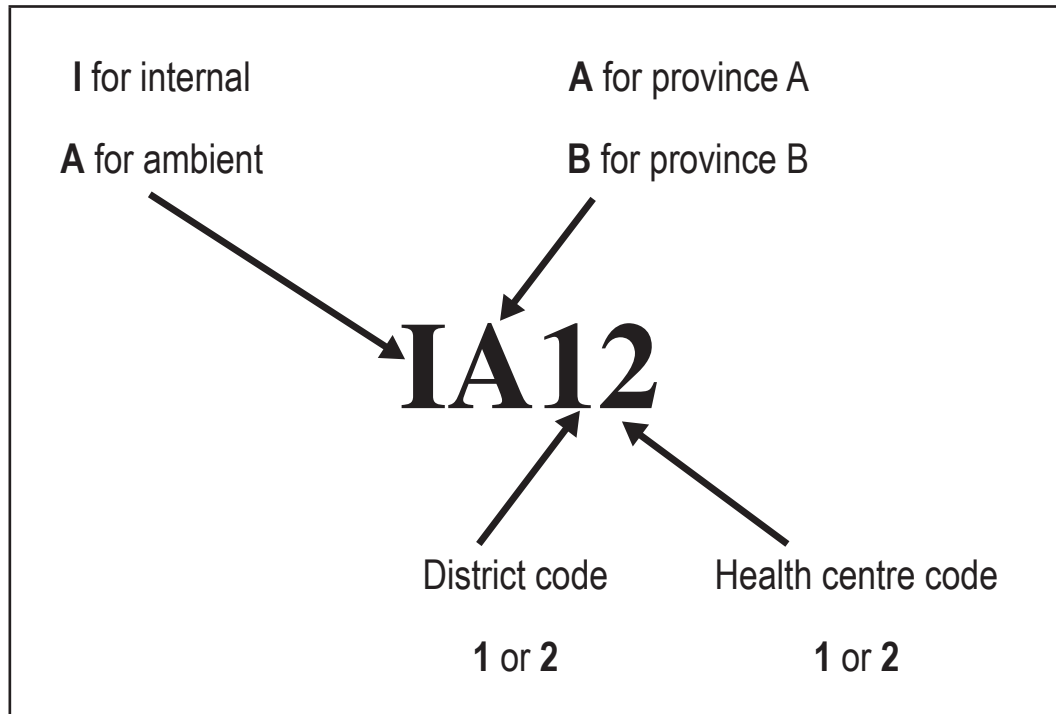 I for internal
A for province A
A for ambient
B for province B
IA12
District code
Health centre code
1 or 2
1 or 2